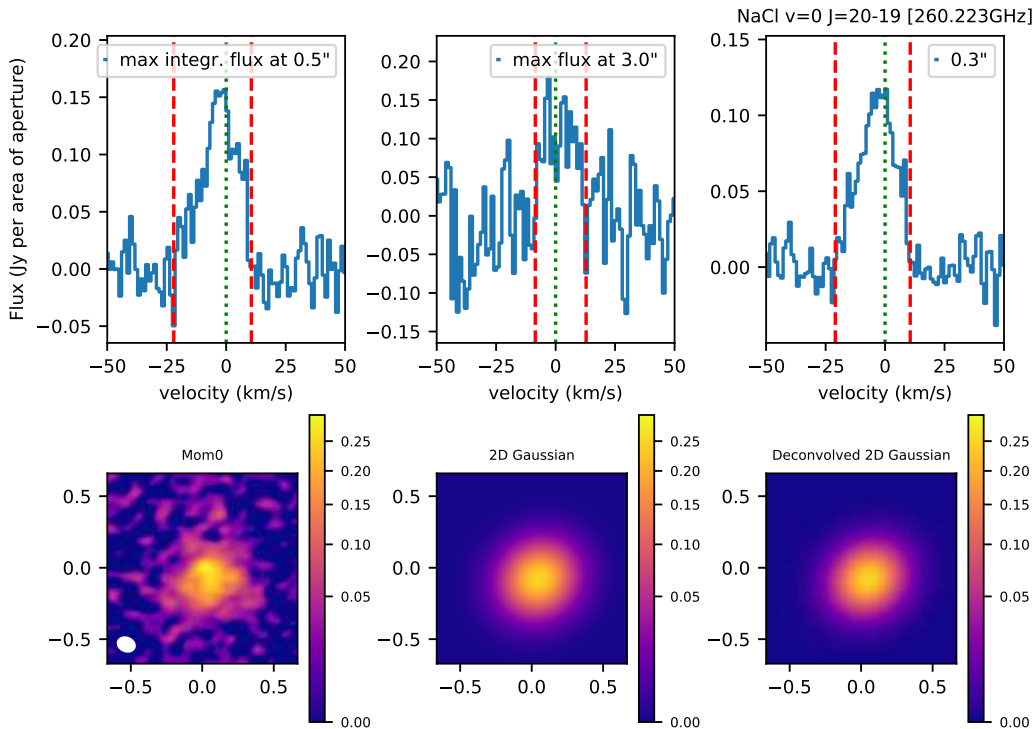 NaCl v=0 J=20-19 [260.223GHz]
Flux (Jy per area of aperture)
0.20
0.15
0.10
0.05
0.00
−0.05
max integr. flux at 0.5"
−50 −25 0 25 50
velocity (km/s)
0.20
0.15
0.10
0.05
0.00
−0.05
−0.10
−0.15
max flux at 3.0"
−50 −25 0 25 50
velocity (km/s)
0.15
0.10
0.05
0.00
0.3"
−50 −25 0 25 50
velocity (km/s)
Mom0
0.5
0.0
−0.5
−0.5 0.0 0.5
0.25
0.20
0.15
0.10
0.05
0.00
2D Gaussian
0.5
0.0
−0.5
−0.5 0.0 0.5
0.25
0.20
0.15
0.10
0.05
0.00
Deconvolved 2D Gaussian
0.5
0.0
−0.5
−0.5 0.0 0.5
0.25
0.20
0.15
0.10
0.05
0.00